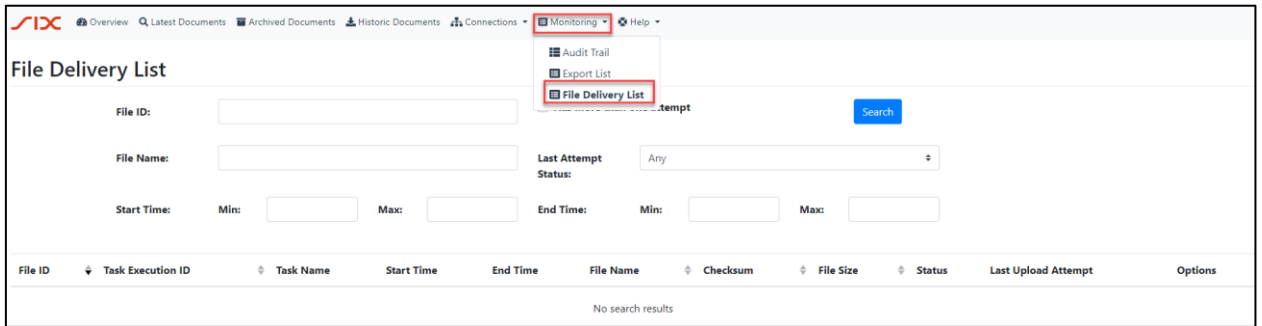 SIX Overview Latest Documents Archived Documents Historic Documents Connections Monitoring Help
Audit Trail
Export List
File Delivery List
File Delivery List
File ID:
attempt
Search
File Name:
Last Attempt Status:
Any
Start Time: Min: Max: End Time: Min: Max:
File ID Task Execution ID Task Name Start Time End Time File Name Checksum File Size Status Last Upload Attempt Options
No search results